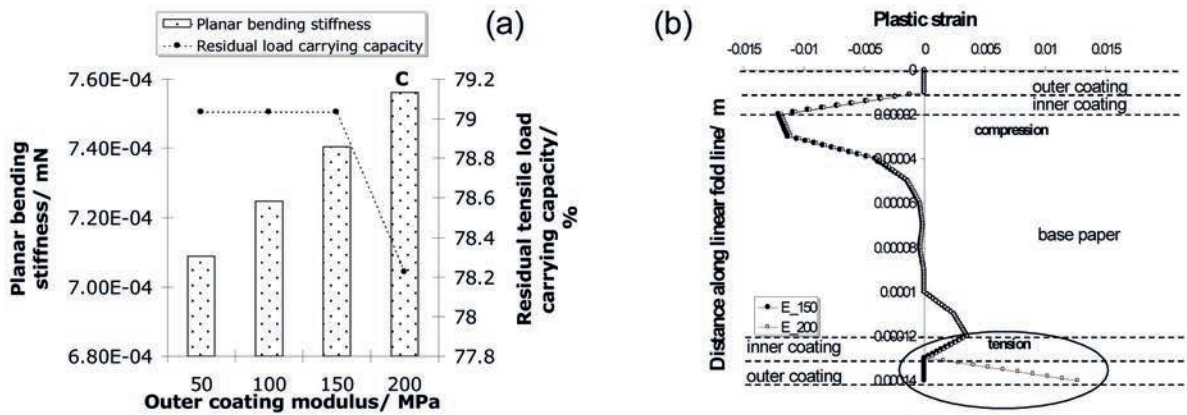 Planar bending stiffness
Residual load carrying capacity
(a)
C
7.60E-04
7.40E-04
7.20E-04
7.00E-04
6.80E-04
Planar bending
stiffness/ mN
79.2
79
78.8
78.6
78.4
78.2
78
77.8
Residual tensile load
carrying capacity/
%
50 100 150 200
Outer coating modulus/ MPa
(b)
Plastic strain
-0.015 -0.01 -0.005 0 0.005 0.01 0.015
0
outer coating
inner coating
0.00002
compression
0.00004
0.00006
base paper
0.00008
0.0001
E_150
E_200
0.00012
tension
inner coating
outer coating
0.00014
Distance along linear fold line/ m